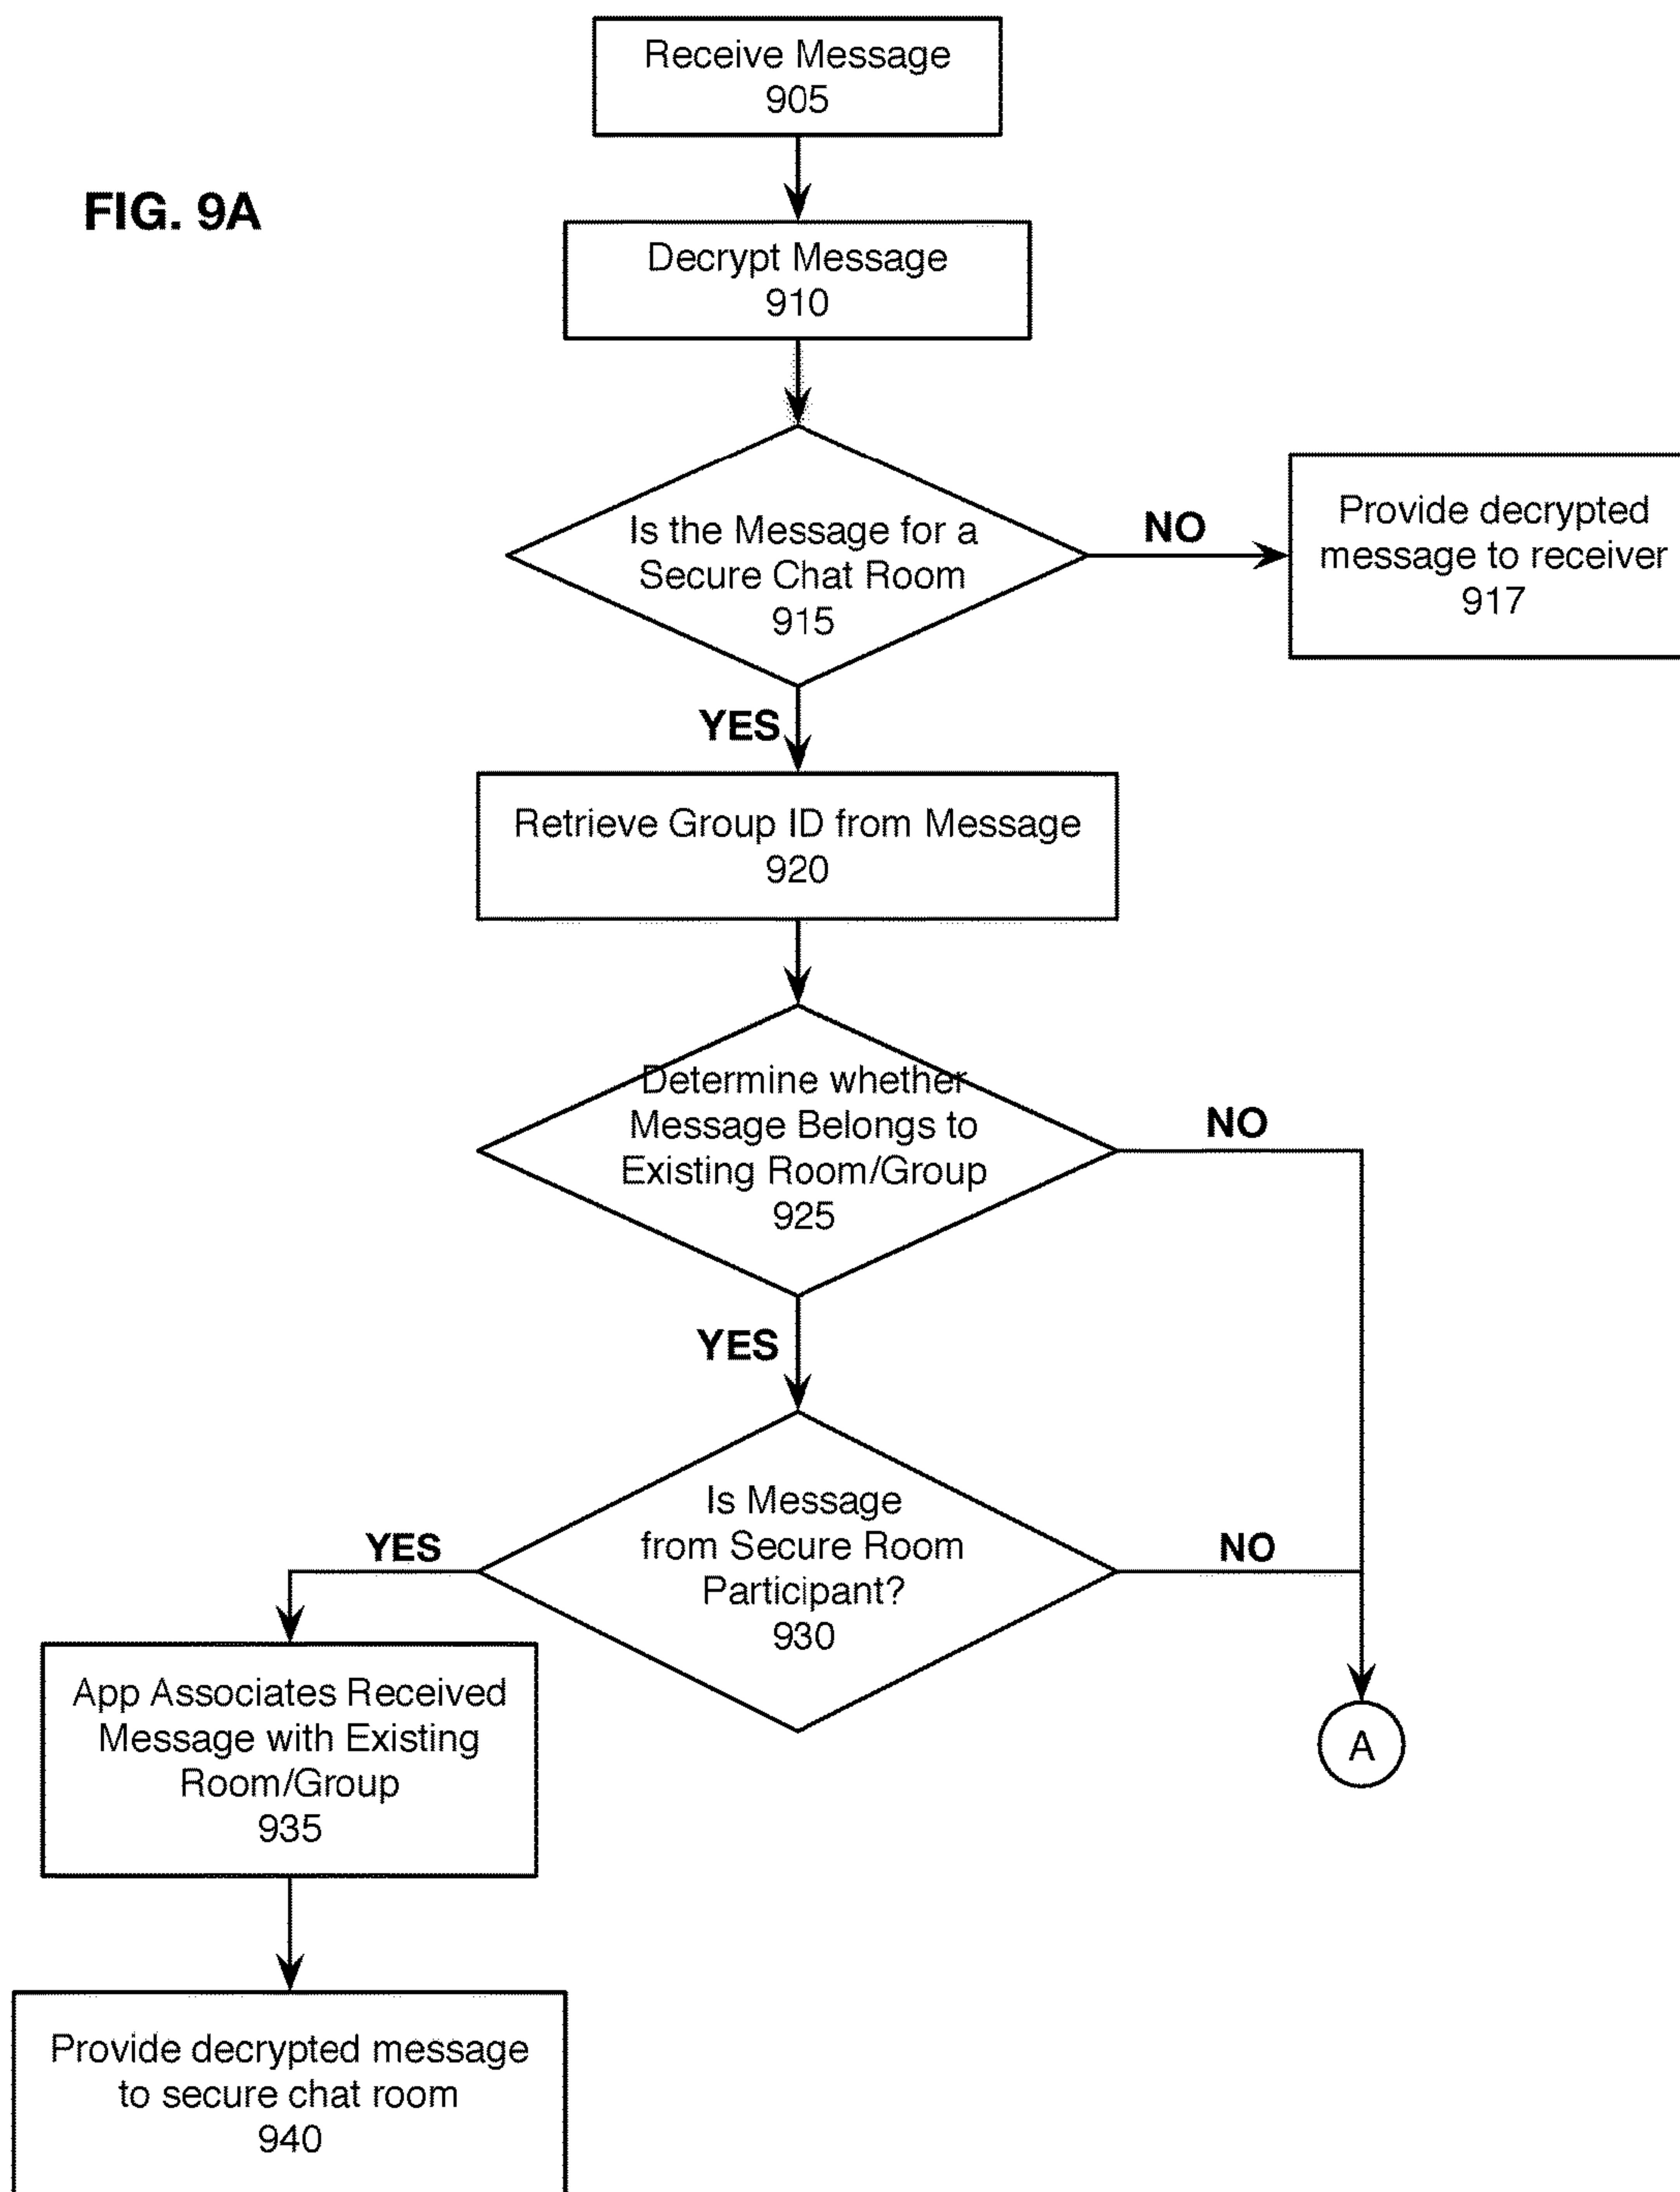 Receive Message
905
FIG. 9A
Decrypt Message
910
Is the Message for a
Secure Chat Room
915
NO
Provide decrypted
message to receiver
917
YES
Retrieve Group ID from Message
920
Determine whether
Message Belongs to
Existing Room/Group
925
NO
YES
Is Message
from Secure Room
Participant?
930
YES
NO
App Associates Received
Message with Existing
Room/Group
935
A
Provide decrypted message
to secure chat room
940